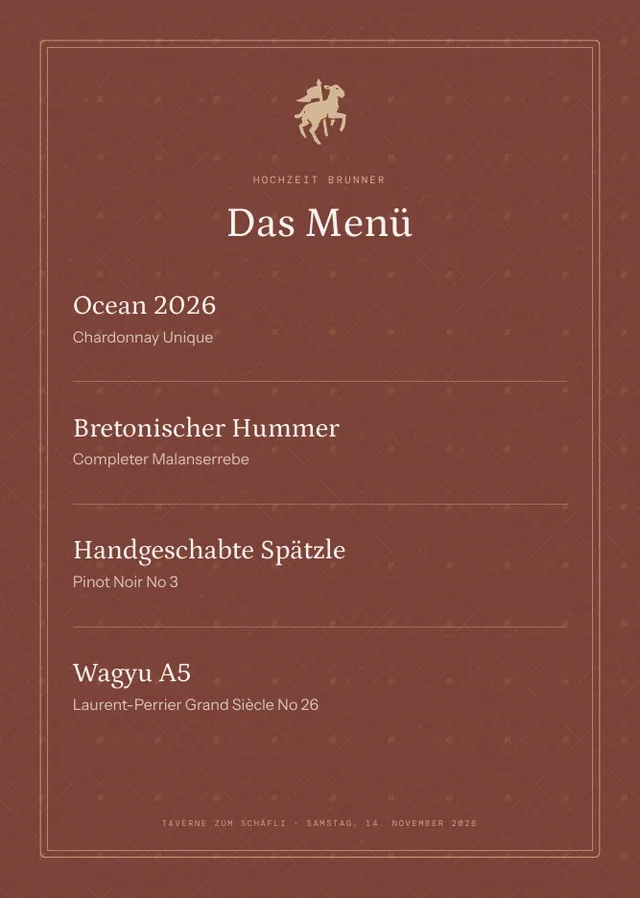 HOCHZEIT BRUNNER
Das Menü
Ocean 2026
Chardonnay Unique
Bretonischer Hummer
Completer Malanserrebe
Handgeschabte Spätzle
Pinot Noir No 3
Wagyu A5
Laurent-Perrier Grand Siècle No 26
TAVERNE ZUM SCHÄFLI · SAMSTAG, 14. NOVEMBER 2026